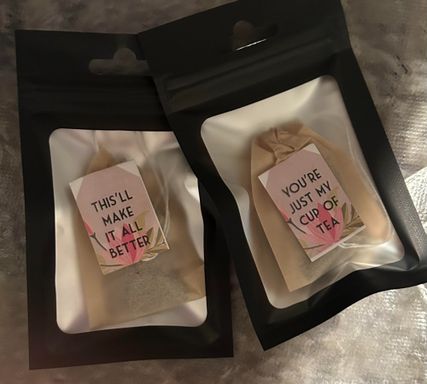 THIS'LL
MAKE
IT ALL
BETTER
YOU'RE
JUST MY
CUP OF
TEA